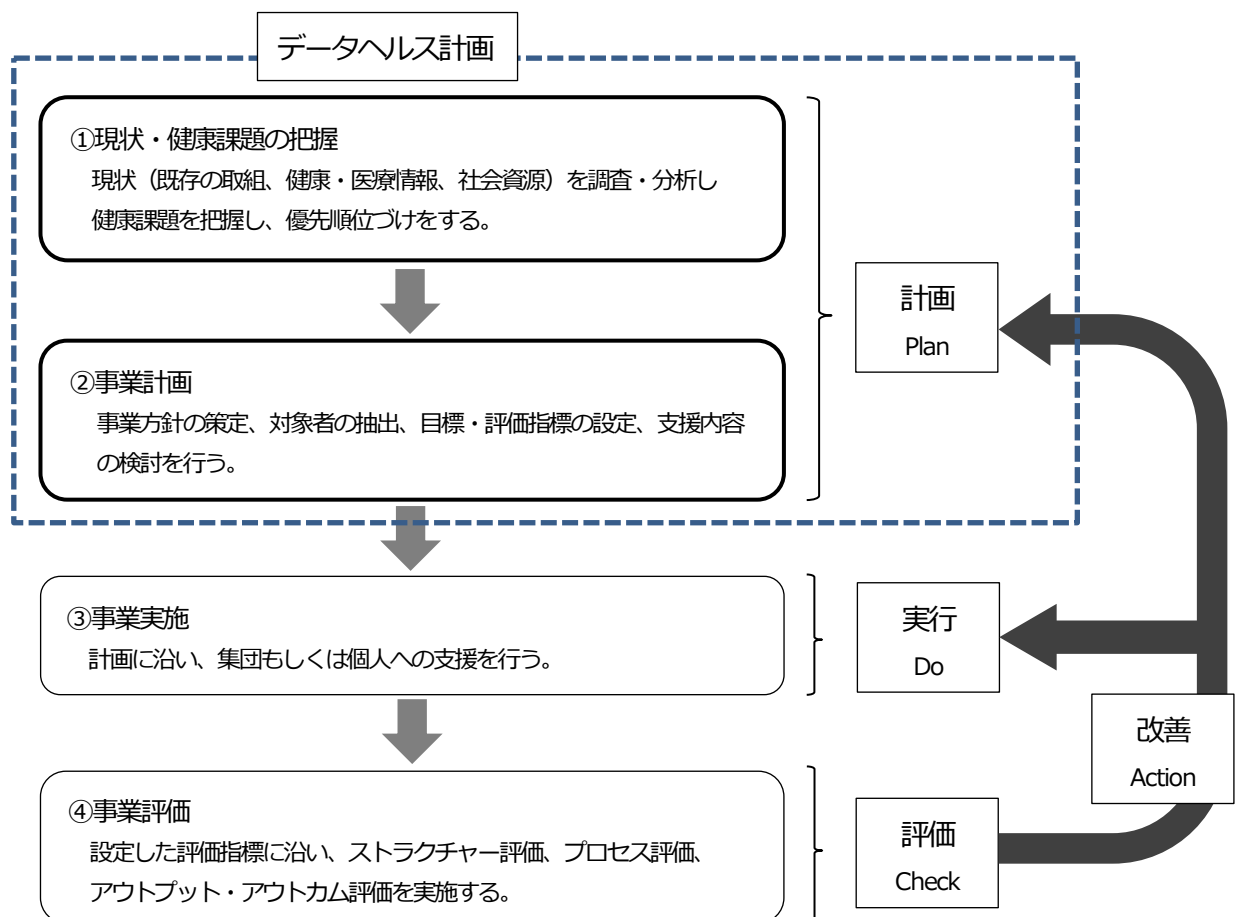 データヘルス計画
①現状・健康課題の把握
現状（既存の取組、健康・医療情報、社会資源）を調査・分析し
健康課題を把握し、優先順位づけをする。
計画
Plan
②事業計画
事業方針の策定、対象者の抽出、目標・評価指標の設定、支援内容
の検討を行う。
③事業実施
計画に沿い、集団もしくは個人への支援を行う。
実行
Do
改善
Action
④事業評価
設定した評価指標に沿い、ストラクチャー評価、プロセス評価、
アウトプット・アウトカム評価を実施する。
評価
Check